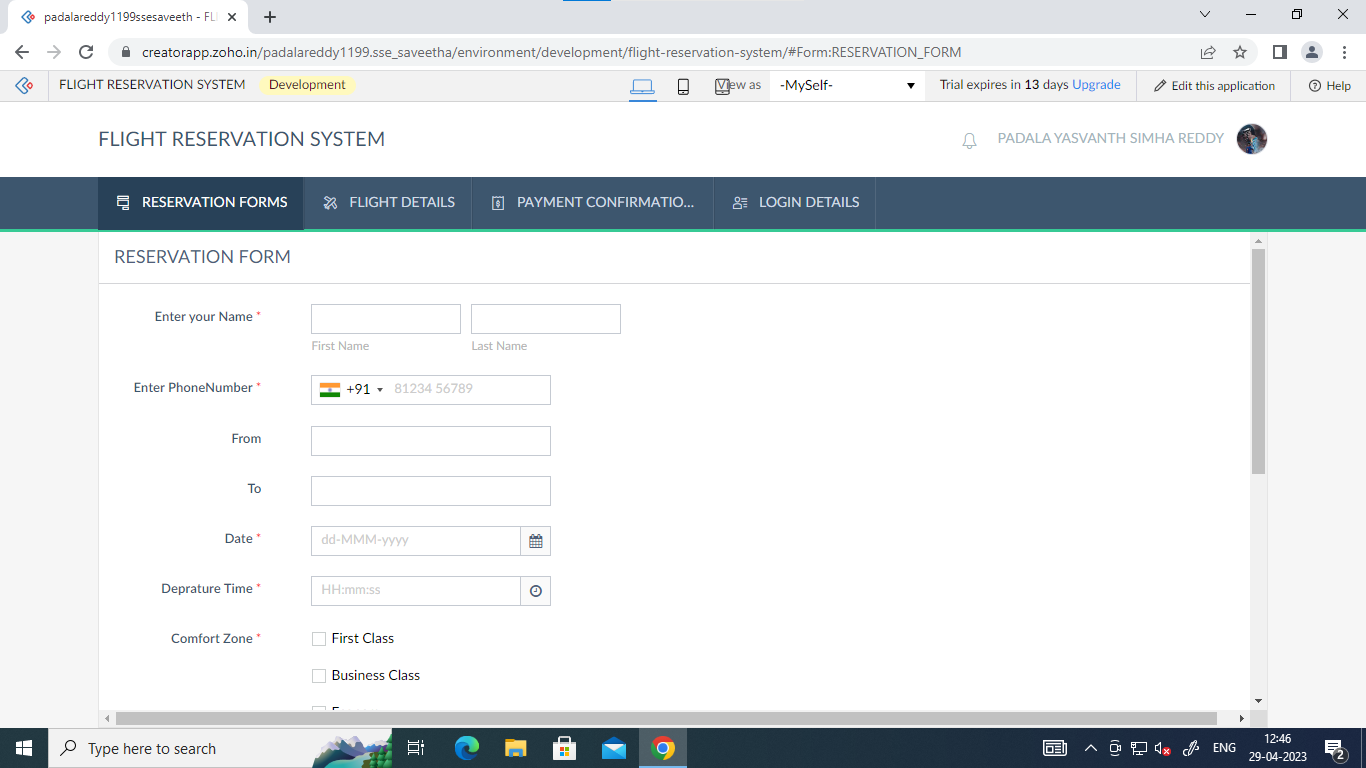 padalareddy1199ssesaveeth - FLI
creatorapp.zoho.in/padalareddy1199.sse_saveetha/environment/development/flight-reservation-system/#Form:RESERVATION_FORM
FLIGHT RESERVATION SYSTEM Development View as -MySelf- Trial expires in 13 days Upgrade Edit this application Help
FLIGHT RESERVATION SYSTEM PADALA YASVANTH SIMHA REDDY
RESERVATION FORMS FLIGHT DETAILS PAYMENT CONFIRMATIO... LOGIN DETAILS
RESERVATION FORM
Enter your Name *
First Name Last Name
Enter PhoneNumber * +91 81234 56789
From
To
Date * dd-MMM-yyyy
Deprature Time * HH:mm:ss
Comfort Zone * First Class
Business Class
Type here to search ENG 12:46
29-04-2023 2